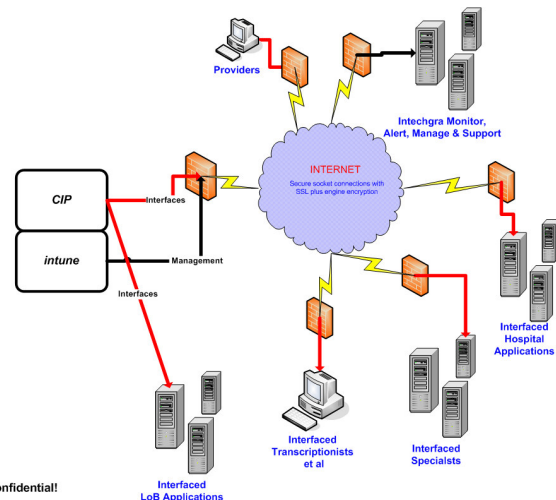 Providers
Intechgra Monitor,
Alert, Manage & Support
INTERNET
Secure socket connections with
SSL plus engine encryption
CIP
Interfaces
intune
Management
Interfaces
Interfaced
Hospital
Applications
Interfaced
Transcriptionists
et al
Interfaced
Specialsts
Interfaced
LoB Applications
onfidential!